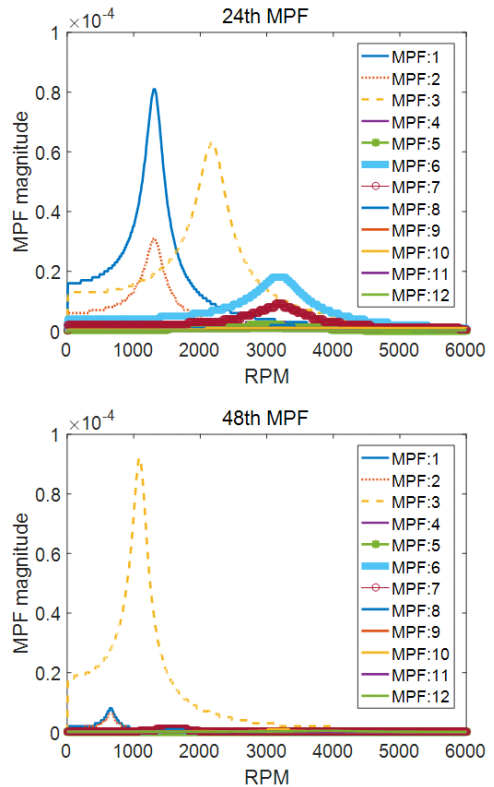 24th MPF
1 ×10-4
MPF:1
MPF:2
MPF:3
MPF:4
MPF:5
MPF:6
MPF:7
MPF:8
MPF:9
MPF:10
MPF:11
MPF:12
0.8
0.6
0.4
0.2
0
MPF magnitude
0 1000 2000 3000 4000 5000 6000
RPM
48th MPF
1 ×10-4
MPF:1
MPF:2
MPF:3
MPF:4
MPF:5
MPF:6
MPF:7
MPF:8
MPF:9
MPF:10
MPF:11
MPF:12
0.8
0.6
0.4
0.2
0
MPF magnitude
0 1000 2000 3000 4000 5000 6000
RPM